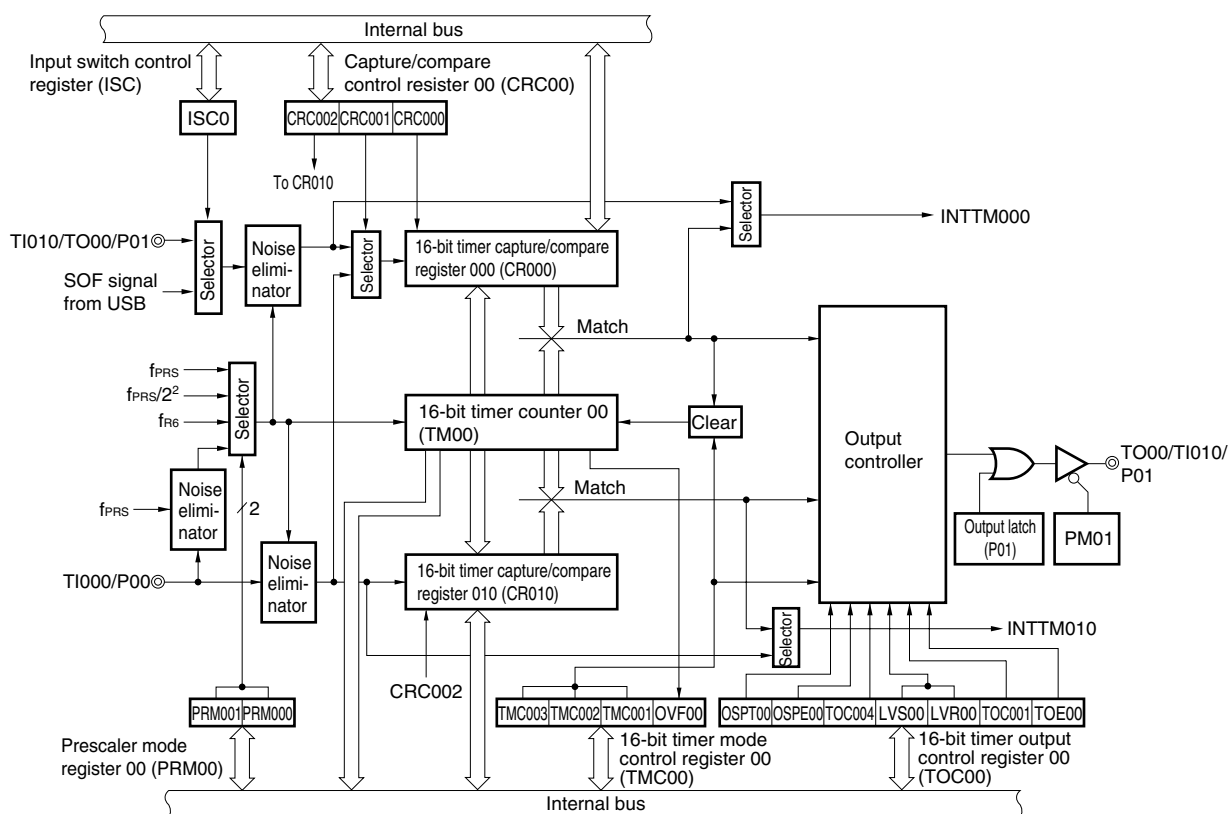 Internal bus
Input switch control
register (ISC)
Capture/compare
control resister 00 (CRC00)
ISC0
CRC002 CRC001 CRC000
To CR010
TI010/TO00/P01
SOF signal
from USB
Selector
Noise
elimi-
nator
Selector
16-bit timer capture/compare
register 000 (CR000)
Selector
INTTM000
Match
fPRS
fPRS/2²
fR6
Selector
16-bit timer counter 00
(TM00)
Clear
Output
controller
TO00/TI010/
P01
fPRS
Noise
elimi-
nator
2
Match
Output latch
(P01)
PM01
TI000/P00
Noise
elimi-
nator
16-bit timer capture/compare
register 010 (CR010)
Selector
INTTM010
CRC002
PRM001 PRM000
TMC003 TMC002 TMC001 OVF00
OSPT00 OSPE00 TOC004 LVS00 LVR00 TOC001 TOE00
Prescaler mode
register 00 (PRM00)
16-bit timer mode
control register 00
(TMC00)
16-bit timer output
control register 00
(TOC00)
Internal bus